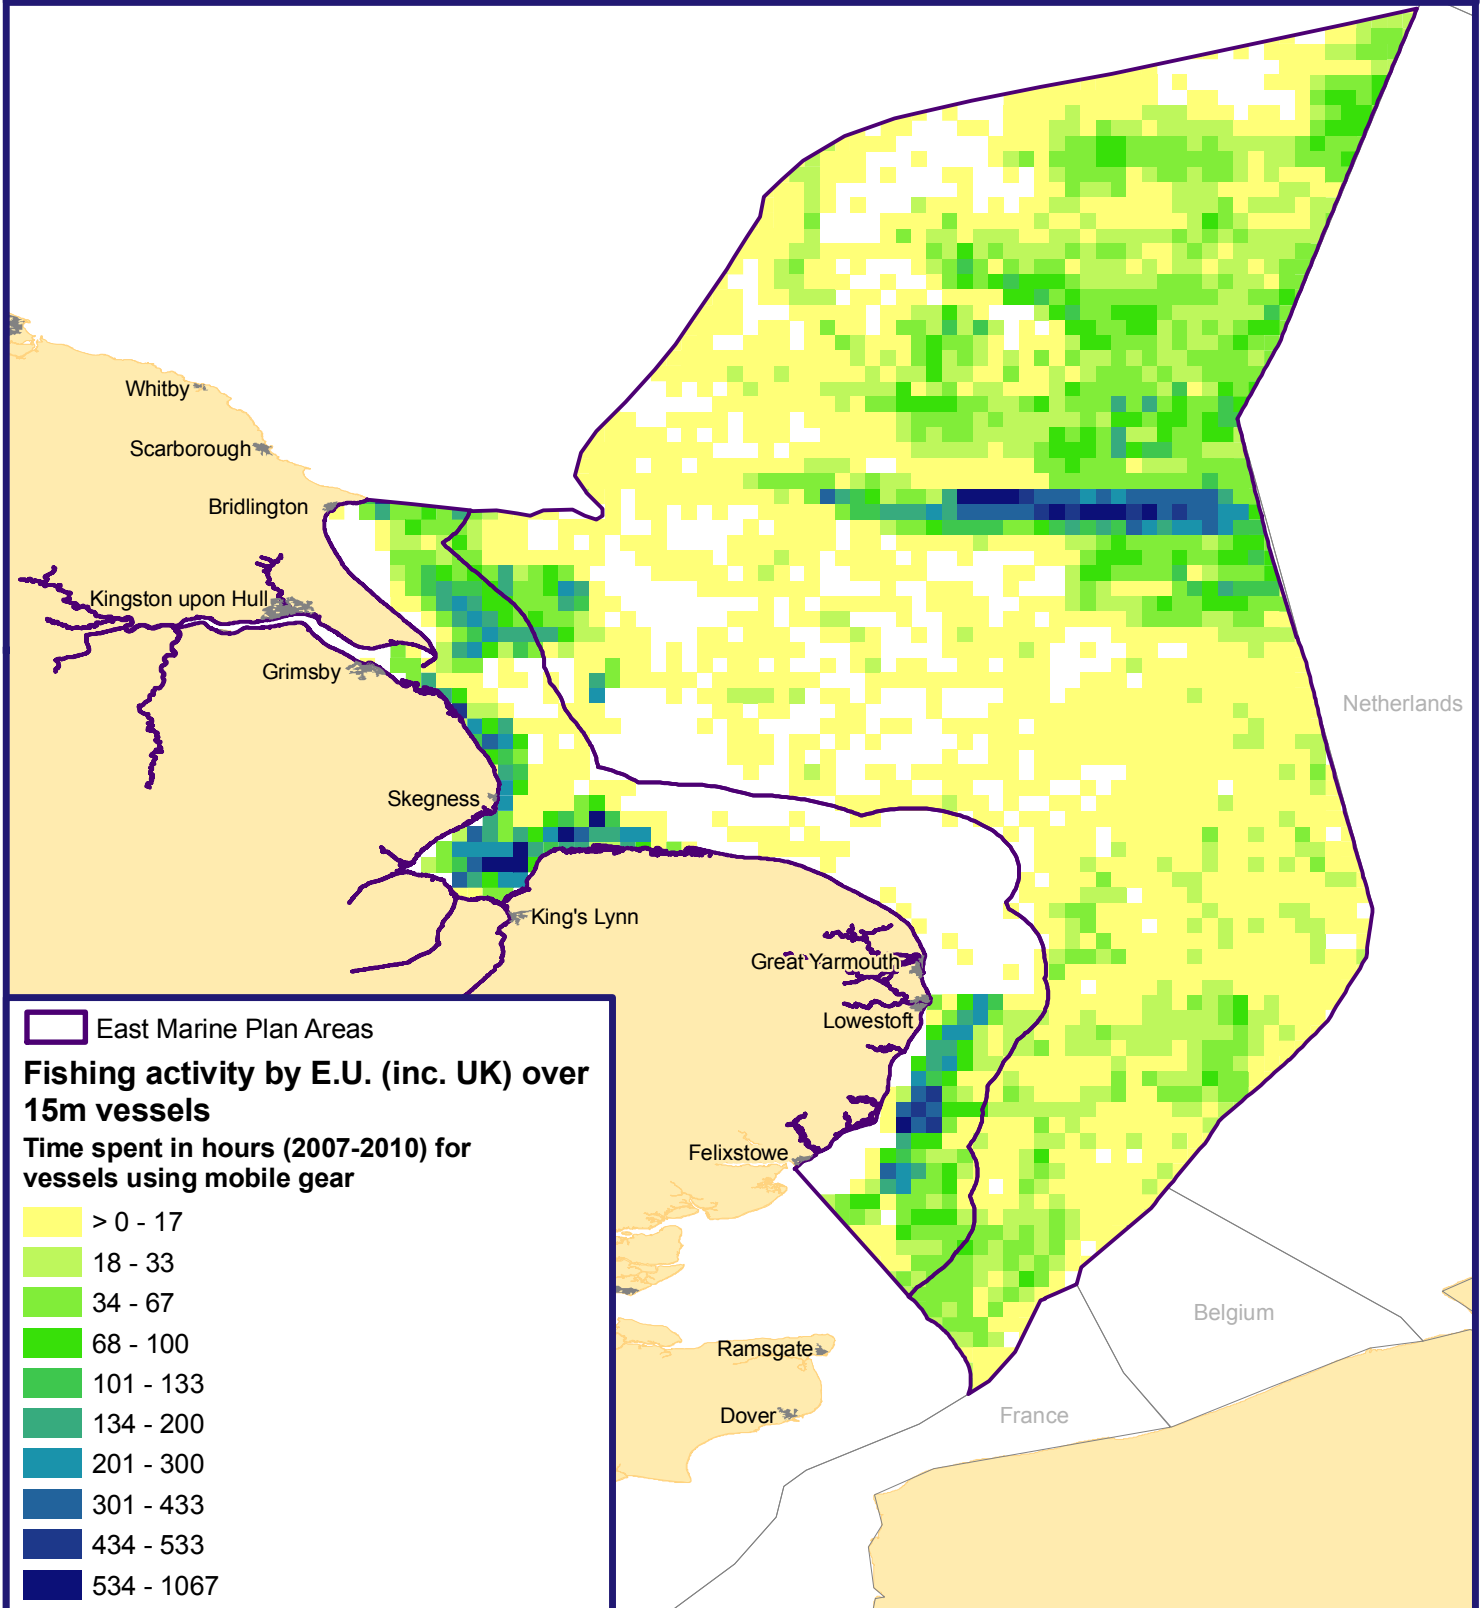 Whitby
Scarborough
Bridlington
Kingston upon Hull
Grimsby
Netherlands
Skegness
King's Lynn
Great Yarmouth
Lowestoft
Felixstowe
Belgium
Ramsgate
Dover
France
East Marine Plan Areas
Fishing activity by E.U. (inc. UK) over
15m vessels
Time spent in hours (2007-2010) for
vessels using mobile gear
> 0 - 17
18 - 33
34 - 67
68 - 100
101 - 133
134 - 200
201 - 300
301 - 433
434 - 533
534 - 1067